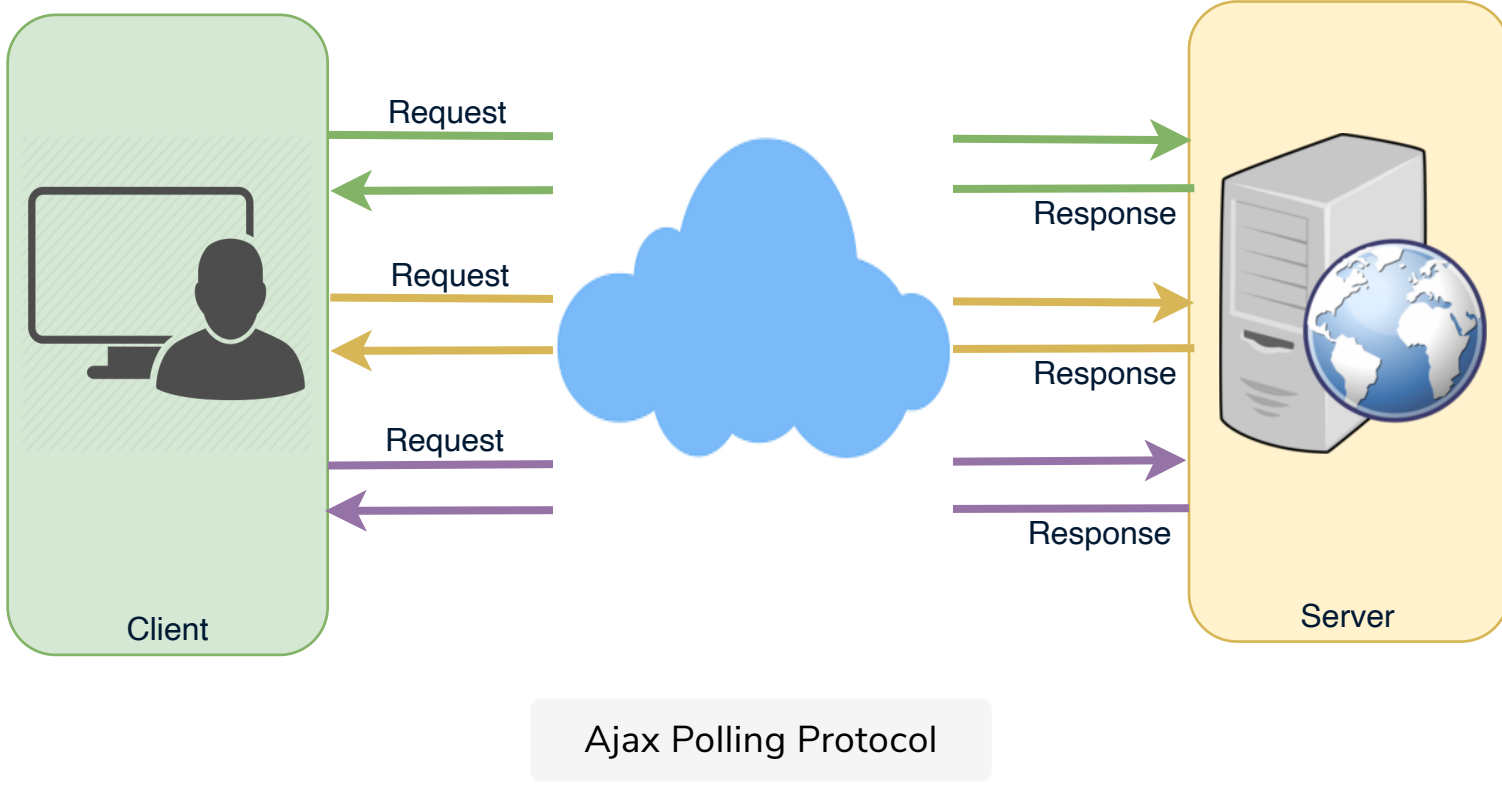 Request
Response
Request
Response
Request
Response
Client
Server
Ajax Polling Protocol